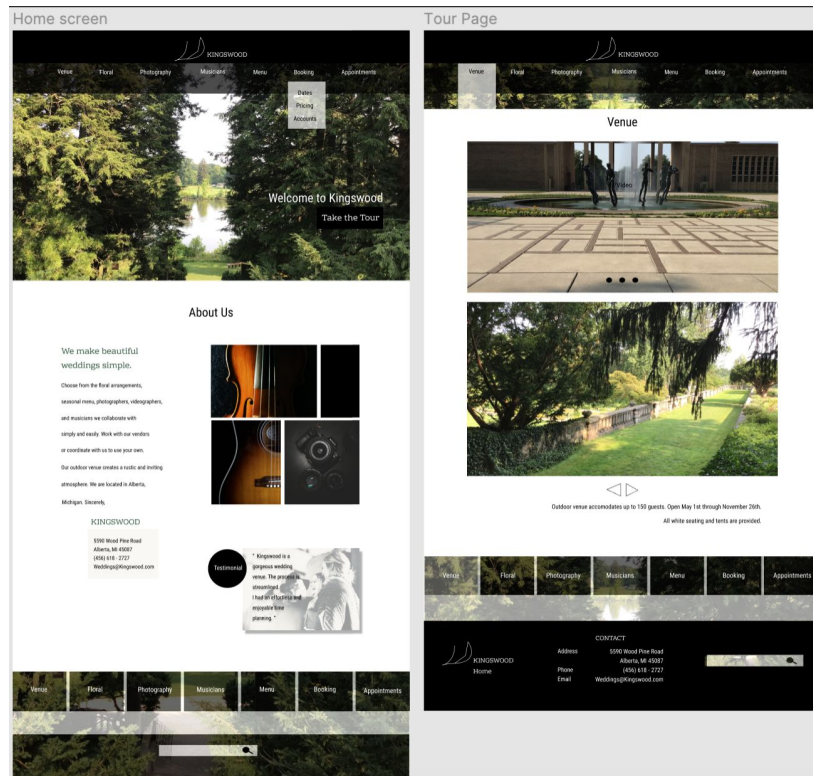 Home screen
KINGSWOOD
Venue Floral Photography Musicians Menu Booking Appointments
Dates
Pricing
Accounts
Welcome to Kingswood
Take the Tour
About Us
We make beautiful
weddings simple.
Choose from the floral arrangements,
seasonal menu, photographers, videographers,
and musicians we collaborate with
simply and easily. Work with our vendors
or coordinate with us to use your own.
Our outdoor venue creates a rustic and inviting
atmosphere. We are located in Alberta,
Michigan. Sincerely,
KINGSWOOD
5590 Wood Pine Road
Alberta, MI 45087
(456) 618 - 2727
Weddings@Kingswood.com
Testimonial
" Kingswood is a
gorgeous wedding
venue. The process is
streamlined.
I had an effortless and
enjoyable time
planning. "
Venue Floral Photography Musicians Menu Booking Appointments
Tour Page
KINGSWOOD
Venue Floral Photography Musicians Menu Booking Appointments
Venue
Video
Outdoor venue accomodates up to 150 guests. Open May 1st through November 26th.
All white seating and tents are provided.
Venue Floral Photography Musicians Menu Booking Appointments
KINGSWOOD
Home
CONTACT
Address 5590 Wood Pine Road
Alberta, MI 45087
Phone (456) 618 - 2727
Email Weddings@Kingswood.com